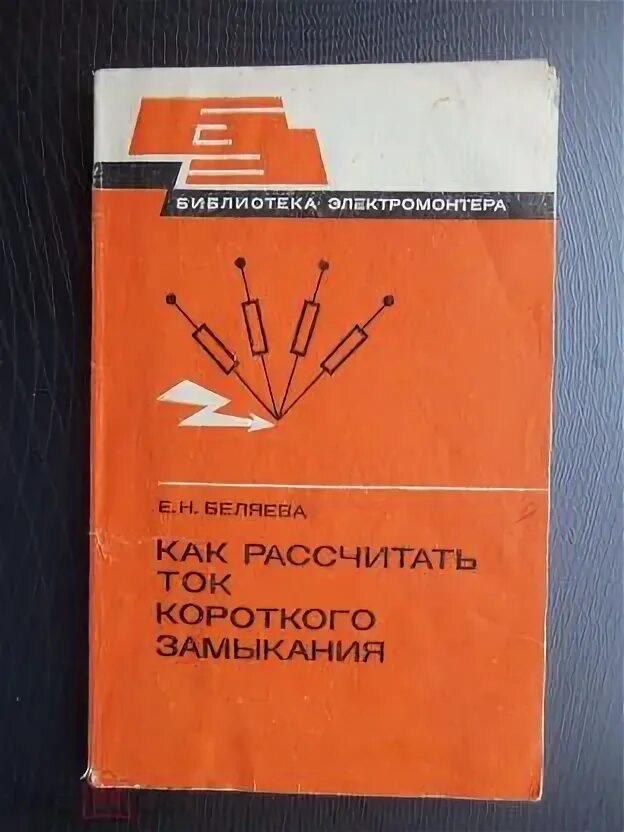 БИБЛИОТЕКА ЭЛЕКТРОМОНТЕРА
Е.Н. БЕЛЯЕВА
КАК РАССЧИТАТЬ
ТОК
КОРОТКОГО
ЗАМЫКАНИЯ